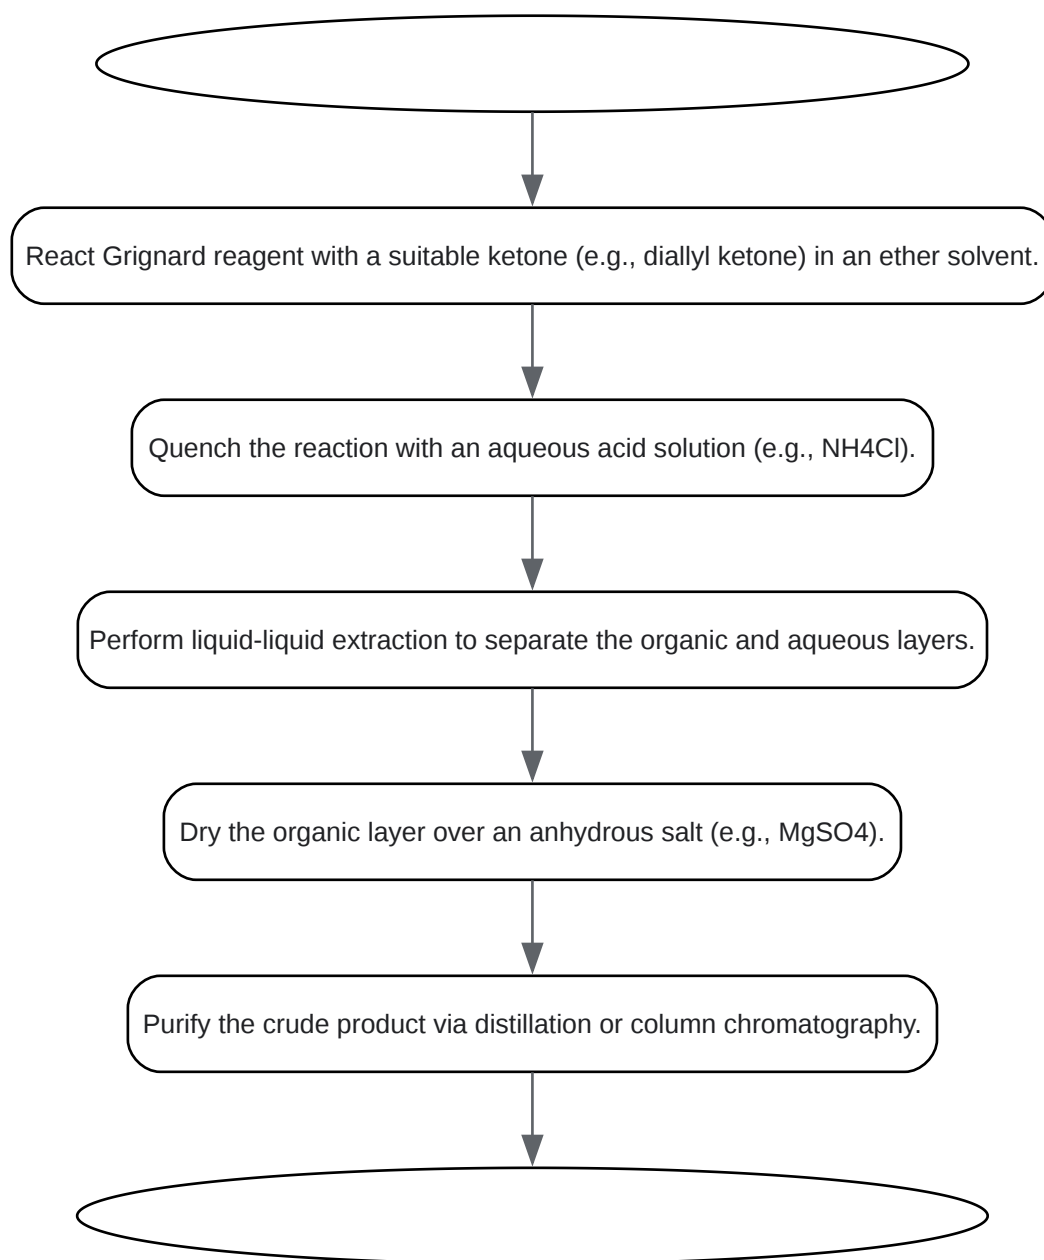 React Grignard reagent with a suitable ketone (e.g., diallyl ketone) in an ether solvent.
Quench the reaction with an aqueous acid solution (e.g., NH4Cl).
Perform liquid-liquid extraction to separate the organic and aqueous layers.
Dry the organic layer over an anhydrous salt (e.g., MgSO4).
Purify the crude product via distillation or column chromatography.